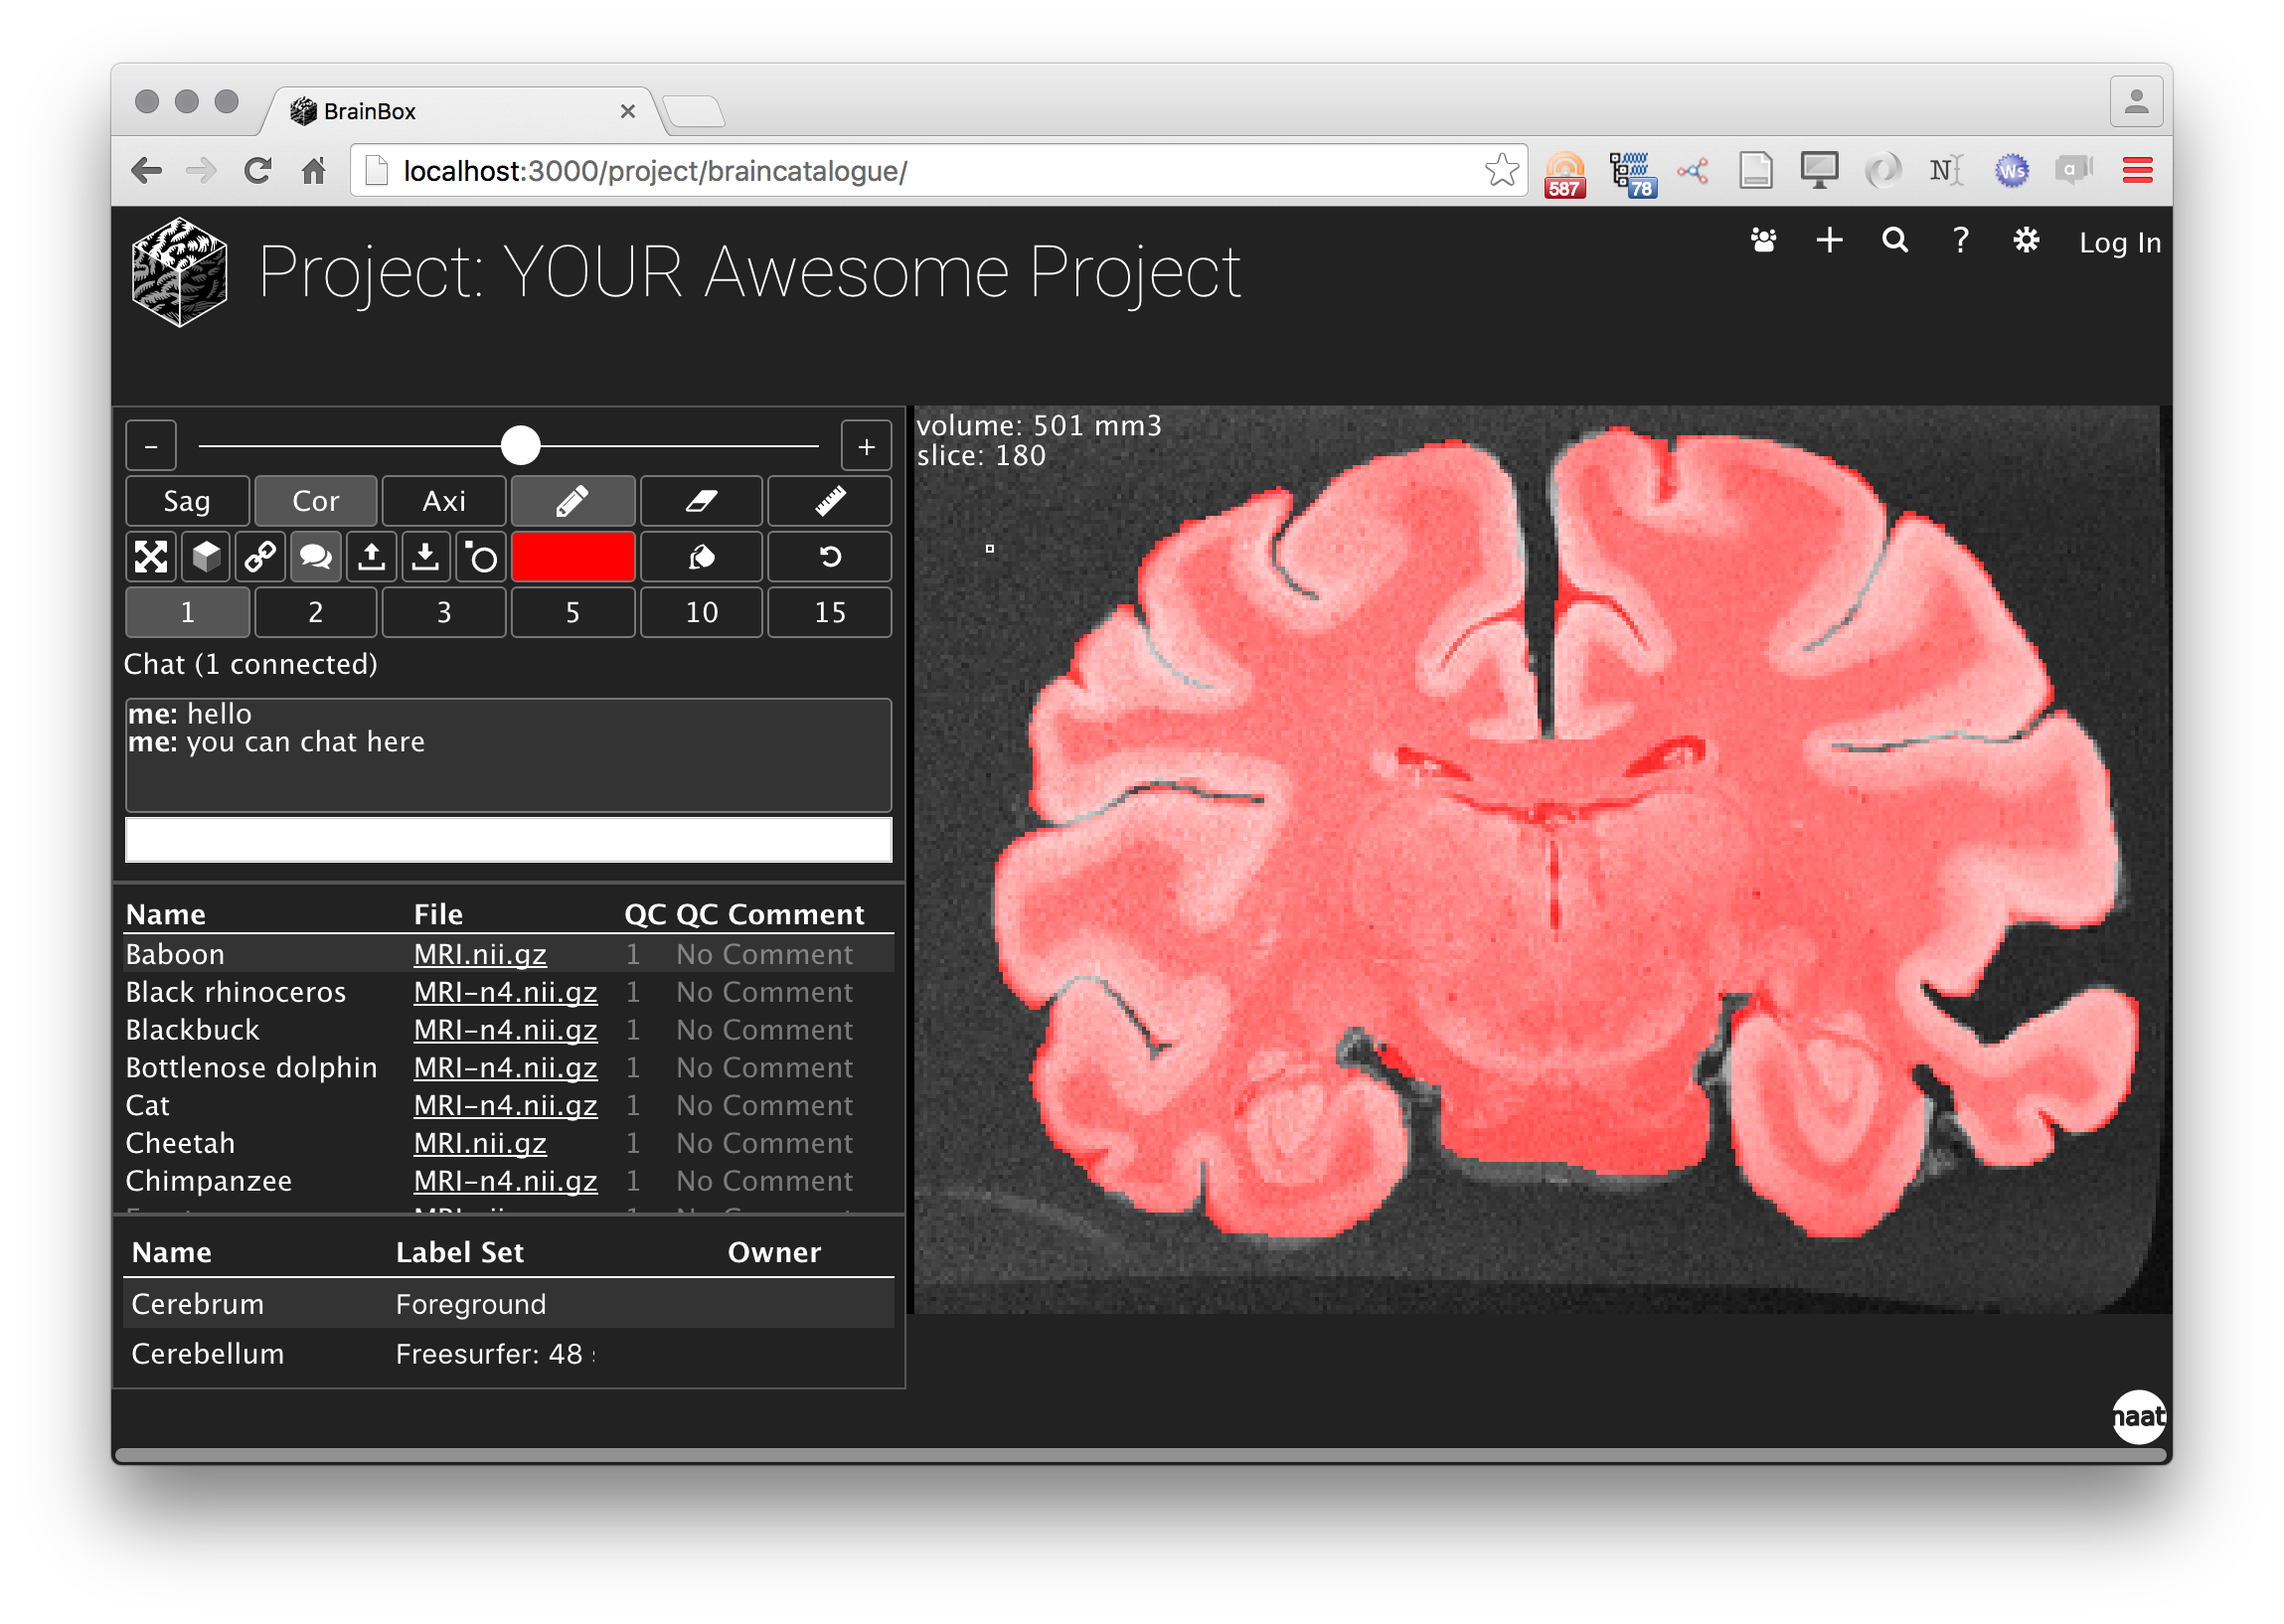 BrainBox
localhost:3000/project/braincatalogue/
587
78
N
Ws
a
Project: YOUR Awesome Project
? Log In
- +
volume: 501 mm3
slice: 180
Sag Cor Axi
1 2 3 5 10 15
Chat (1 connected)
me: hello
me: you can chat here
Name File QC QC Comment
Baboon MRI.nii.gz 1 No Comment
Black rhinoceros MRI-n4.nii.gz 1 No Comment
Blackbuck MRI-n4.nii.gz 1 No Comment
Bottlenose dolphin MRI-n4.nii.gz 1 No Comment
Cat MRI-n4.nii.gz 1 No Comment
Cheetah MRI.nii.gz 1 No Comment
Chimpanzee MRI-n4.nii.gz 1 No Comment
Name Label Set Owner
Cerebrum Foreground
Cerebellum Freesurfer: 48
naat